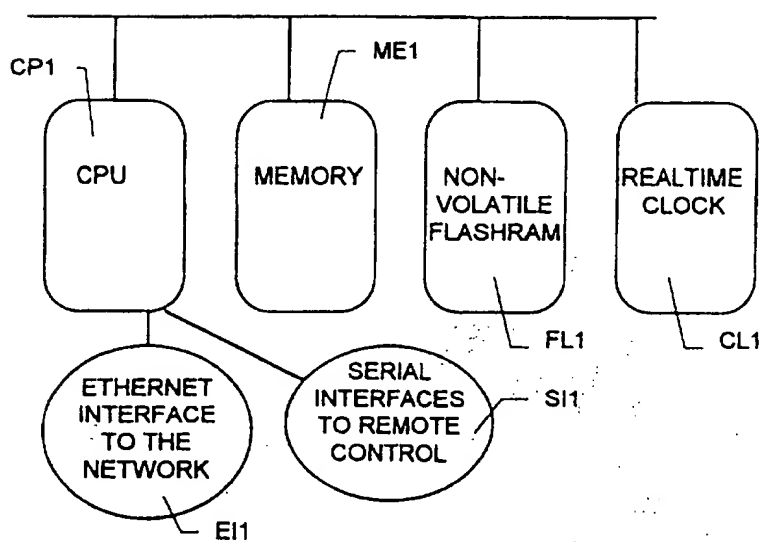 CP1
ME1
CPU
MEMORY
NON-
VOLATILE
FLASHRAM
REALTIME
CLOCK
FL1
CL1
ETHERNET
INTERFACE
TO THE
NETWORK
SERIAL
INTERFACES
TO REMOTE
CONTROL
SI1
EI1